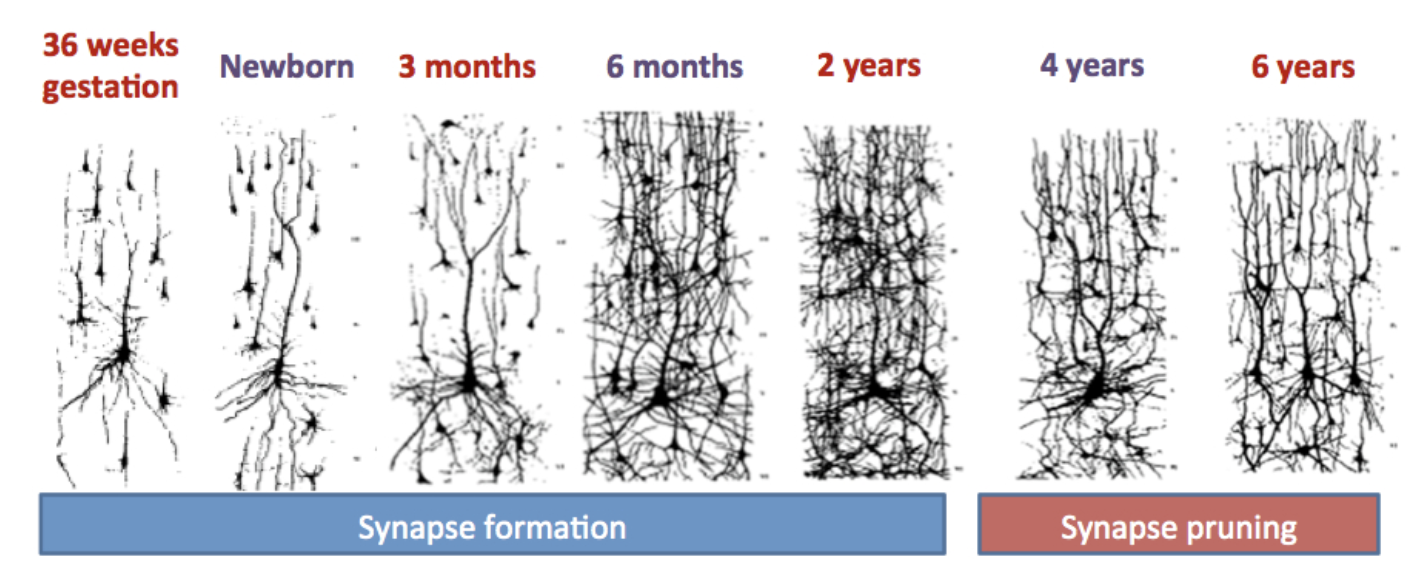 36 weeks
gestation
Newborn
3 months
6 months
2 years
4 years
6 years
Synapse formation
Synapse pruning